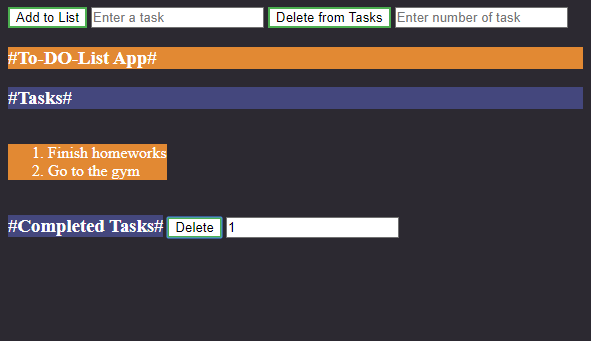 Add to List Enter a task Delete from Tasks Enter number of task
#To-DO-List App#
#Tasks#
1. Finish homeworks
2. Go to the gym
#Completed Tasks# Delete 1